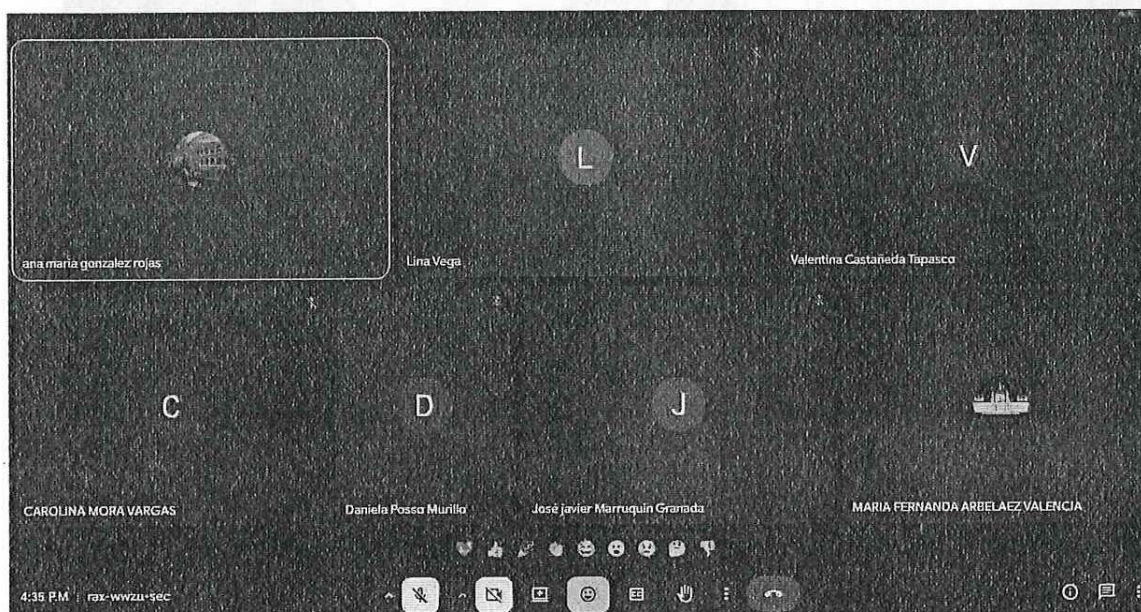 L
V
ana maria gonzalez rojas
Lina Vega
Valentina Castañeda Tapasco
C
D
J
CAROLINA MORA VARGAS
Daniela Posso Murillo
José javier Marruquin Granada
MARIA FERNANDA ARBELAEZ VALENCIA
4:35 P.M | rax-wwzu-sec